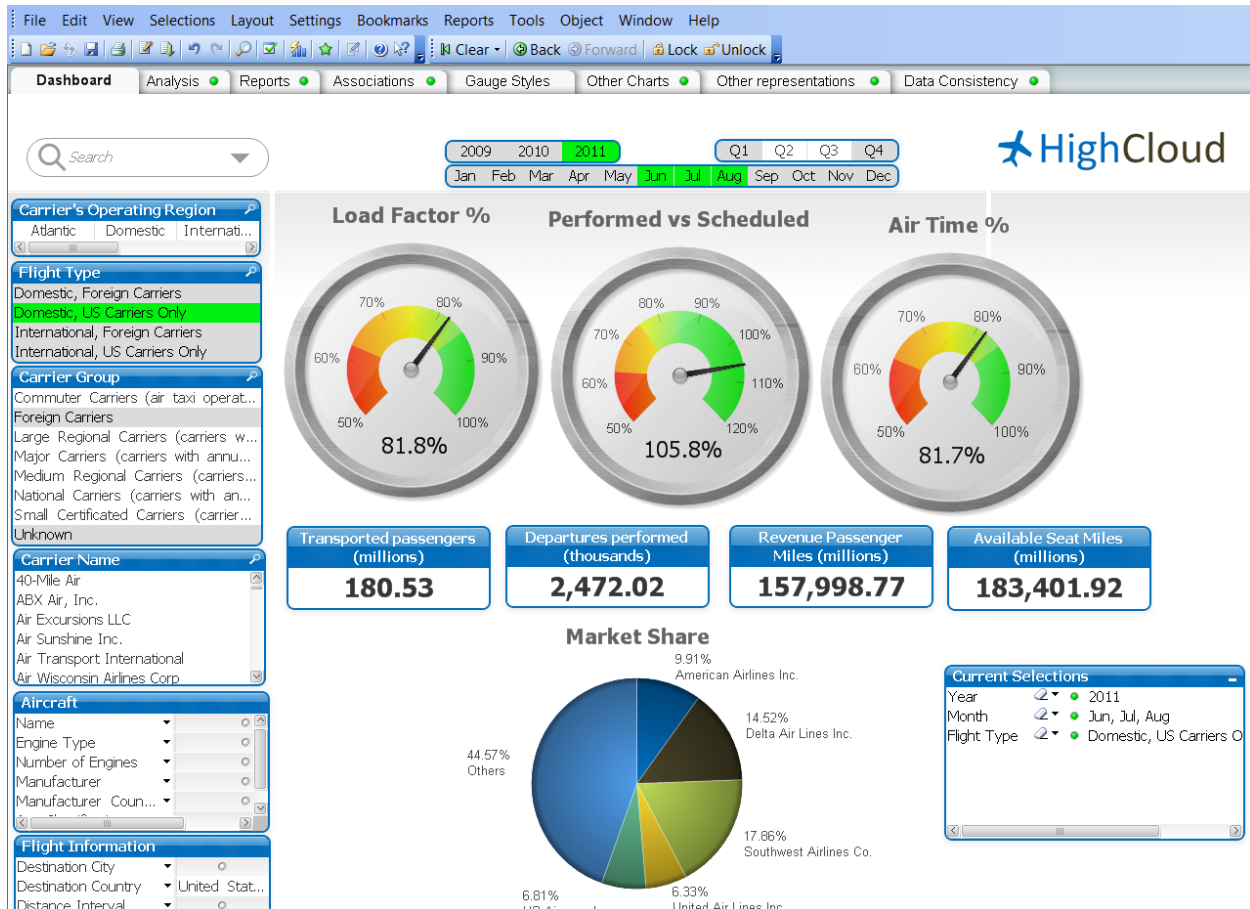 File Edit View Selections Layout Settings Bookmarks Reports Tools Object Window Help
Clear Back Forward Lock Unlock
Dashboard Analysis Reports Associations Gauge Styles Other Charts Other representations Data Consistency
Search
2009 2010 2011
Q1 Q2 Q3 Q4
Jan Feb Mar Apr May Jun Jul Aug Sep Oct Nov Dec
HighCloud
Carrier's Operating Region
Atlantic Domestic Internati...
Flight Type
Domestic, Foreign Carriers
Domestic, US Carriers Only
International, Foreign Carriers
International, US Carriers Only
Carrier Group
Commuter Carriers (air taxi operat...
Foreign Carriers
Large Regional Carriers (carriers w...
Major Carriers (carriers with annu...
Medium Regional Carriers (carriers...
National Carriers (carriers with an...
Small Certificated Carriers (carrier...
Unknown
Carrier Name
40-Mile Air
ABX Air, Inc.
Air Excursions LLC
Air Sunshine Inc.
Air Transport International
Air Wisconsin Airlines Corp
Aircraft
Name
Engine Type
Number of Engines
Manufacturer
Manufacturer Coun...
Flight Information
Destination City
Destination Country United Stat...
Distance Interval
Load Factor %
50%
60%
70%
80%
90%
100%
81.8%
Performed vs Scheduled
50%
60%
70%
80%
90%
100%
110%
120%
105.8%
Air Time %
50%
60%
70%
80%
90%
100%
81.7%
Transported passengers
(millions)
180.53
Departures performed
(thousands)
2,472.02
Revenue Passenger
Miles (millions)
157,998.77
Available Seat Miles
(millions)
183,401.92
Market Share
9.91%
American Airlines Inc.
14.52%
Delta Air Lines Inc.
17.86%
Southwest Airlines Co.
6.33%
United Air Lines Inc.
6.81%
44.57%
Others
Current Selections
Year 2011
Month Jun, Jul, Aug
Flight Type Domestic, US Carriers O